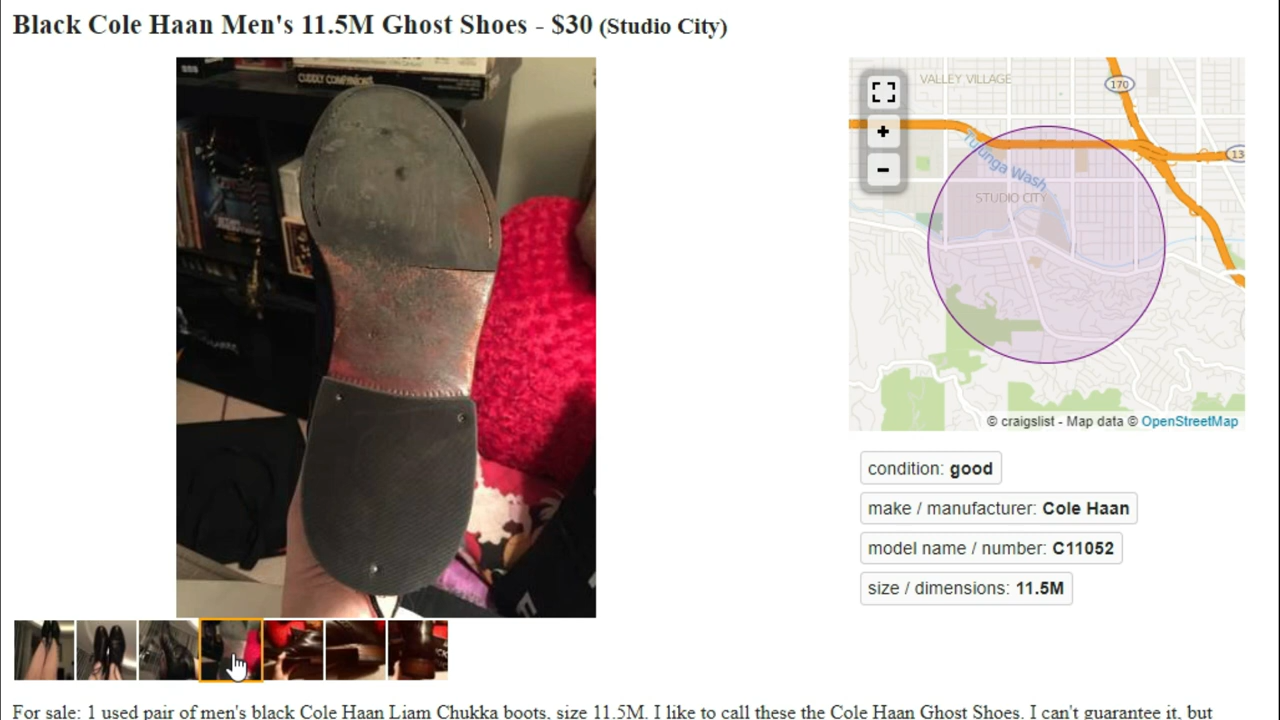 Black Cole Haan Men's 11.5M Ghost Shoes - $30 (Studio City)
CUDDLY COMPANIONS
VALLEY VILLAGE
170
+
Tujunga Wash
13
-
STUDIO CITY
© craigslist - Map data © OpenStreetMap
condition: good
make / manufacturer: Cole Haan
model name / number: C11052
size / dimensions: 11.5M
For sale: 1 used pair of men's black Cole Haan Liam Chukka boots, size 11.5M. I like to call these the Cole Haan Ghost Shoes. I can't guarantee it, but